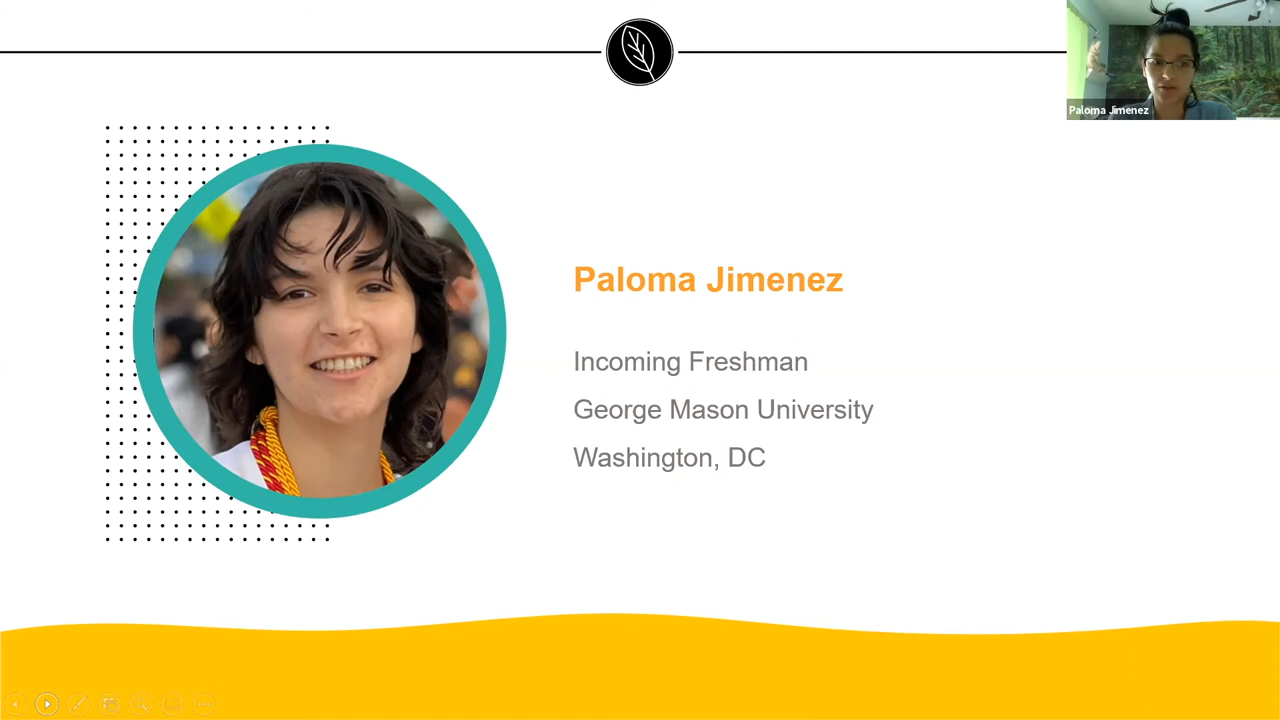 Paloma Jimenez
Paloma Jimenez
Incoming Freshman
George Mason University
Washington, DC